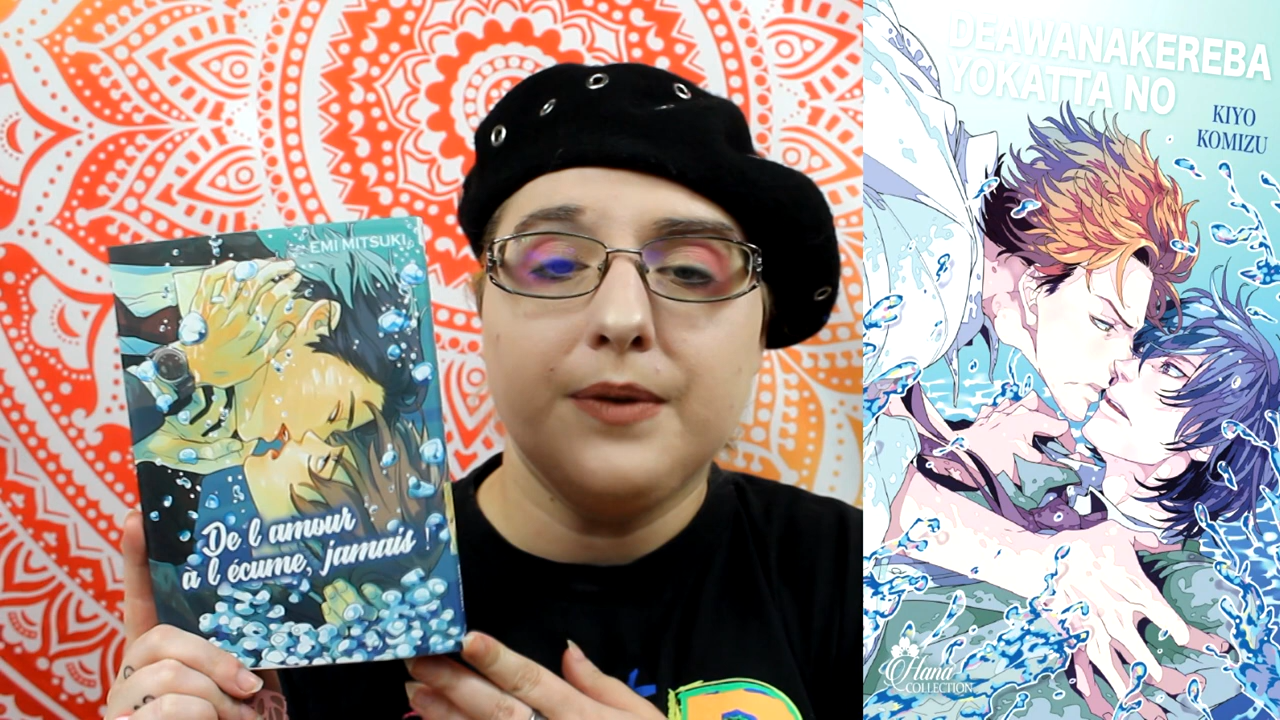 EMI MITSUKI
De l'amour
à l'écume, jamais !
DEAWANAKEREBA
YOKATTA NO
KIYO
KOMIZU
Hana
COLLECTION